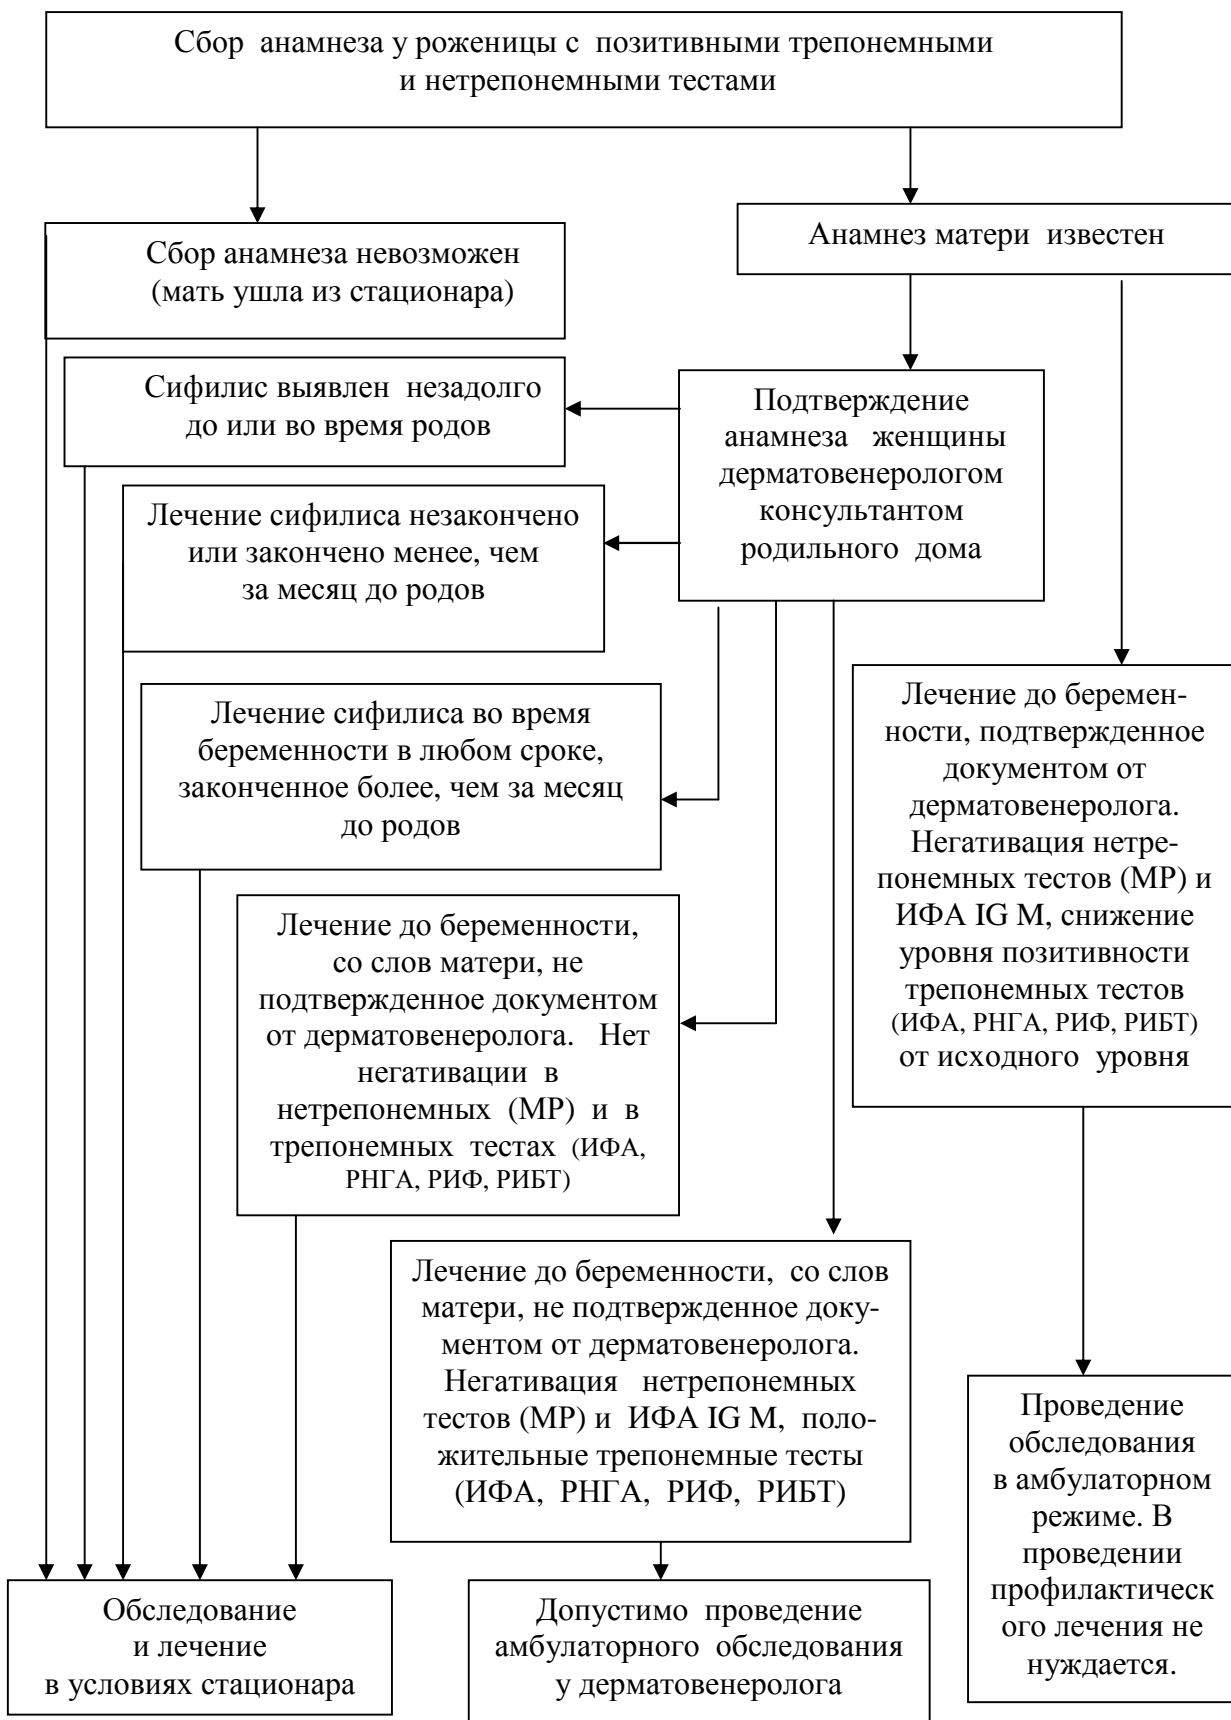 Сбор анамнеза у роженицы с позитивными трепонемными
и нетрепонемными тестами
Сбор анамнеза невозможен
(мать ушла из стационара)
Анамнез матери известен
Сифилис выявлен незадолго
до или во время родов
Подтверждение
анамнеза женщины
дерматовенерологом
консультантом
родильного дома
Лечение сифилиса незакончено
или закончено менее, чем
за месяц до родов
Лечение сифилиса во время
беременности в любом сроке,
законченное более, чем за месяц
до родов
Лечение до беремен-
ности, подтвержденное
документом от
дерматовенеролога.
Негативация нетре-
понемных тестов (МР) и
ИФА IG M, снижение
уровня позитивности
трепонемных тестов
(ИФА, РНГА, РИФ, РИБТ)
от исходного уровня
Лечение до беременности,
со слов матери, не
подтвержденное документом
от дерматовенеролога. Нет
негативации в
нетрепонемных (МР) и в
трепонемных тестах (ИФА,
РНГА, РИФ, РИБТ)
Лечение до беременности, со слов
матери, не подтвержденное доку-
ментом от дерматовенеролога.
Негативация нетрепонемных
тестов (МР) и ИФА IG M, поло-
жительные трепонемные тесты
(ИФА, РНГА, РИФ, РИБТ)
Обследование
и лечение
в условиях стационара
Допустимо проведение
амбулаторного обследования
у дерматовенеролога
Проведение
обследования
в амбулаторном
режиме. В
проведении
профилактическ
ого лечения не
нуждается.